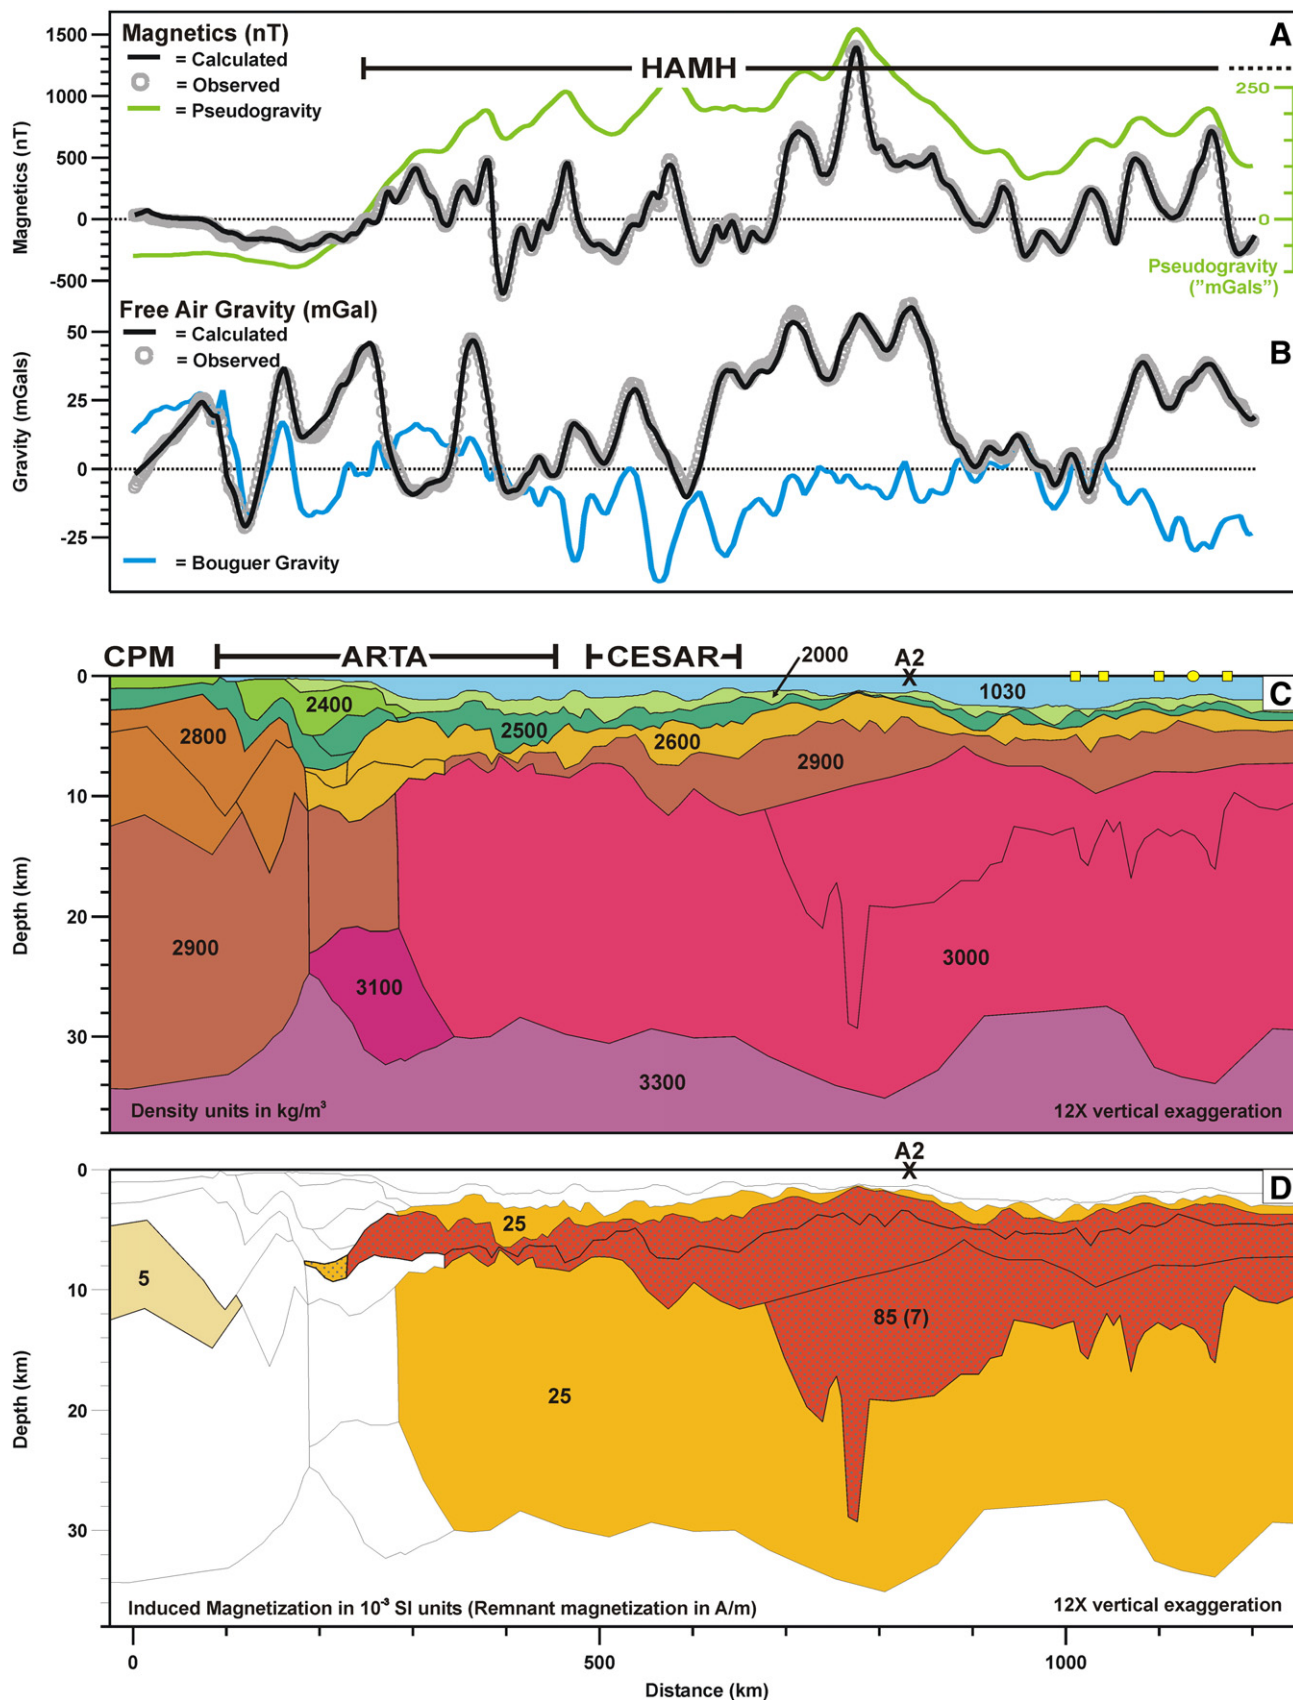 Magnetics (nT)
= Calculated
= Observed
= Pseudogravity
HAMH
A
1500
1000
500
0
-500
Magnetics (nT)
250
0
Pseudogravity
("mGals")
Free Air Gravity (mGal)
= Calculated
= Observed
B
50
25
0
-25
Gravity (mGals)
= Bouguer Gravity
CPM
ARTA
CESAR
2000
A2
X
C
0
10
20
30
Depth (km)
1030
2400
2500
2800
2600
2900
2900
3000
3100
3300
Density units in kg/m³
12X vertical exaggeration
A2
X
D
0
10
20
30
Depth (km)
25
5
85 (7)
25
Induced Magnetization in 10⁻³ SI units (Remnant magnetization in A/m)
12X vertical exaggeration
0
500
1000
Distance (km)